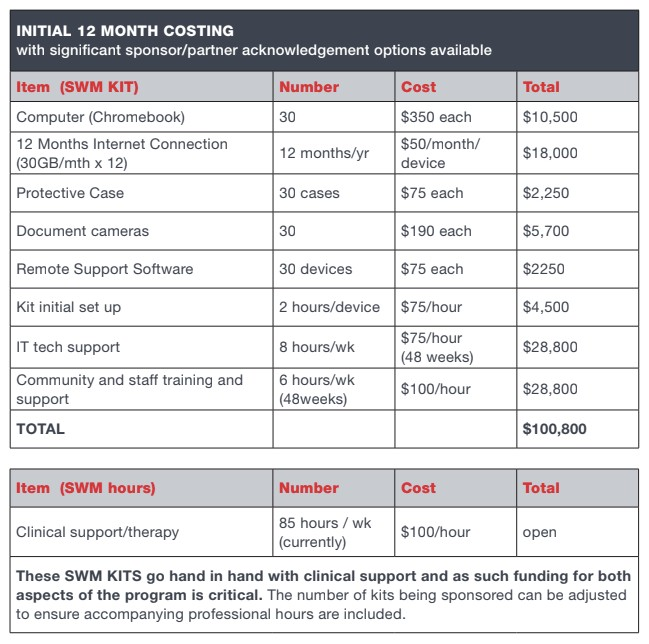 INITIAL 12 MONTH COSTING
with significant sponsor/partner acknowledgement options available
Item (SWM KIT) Number Cost Total
Computer (Chromebook) 30 $350 each $10,500
12 Months Internet Connection
(30GB/mth x 12) 12 months/yr $50/month/
device $18,000
Protective Case 30 cases $75 each $2,250
Document cameras 30 $190 each $5,700
Remote Support Software 30 devices $75 each $2250
Kit initial set up 2 hours/device $75/hour $4,500
IT tech support 8 hours/wk $75/hour
(48 weeks) $28,800
Community and staff training and
support 6 hours/wk
(48weeks) $100/hour $28,800
TOTAL $100,800
Item (SWM hours) Number Cost Total
Clinical support/therapy 85 hours / wk
(currently) $100/hour open
These SWM KITS go hand in hand with clinical support and as such funding for both
aspects of the program is critical. The number of kits being sponsored can be adjusted
to ensure accompanying professional hours are included.